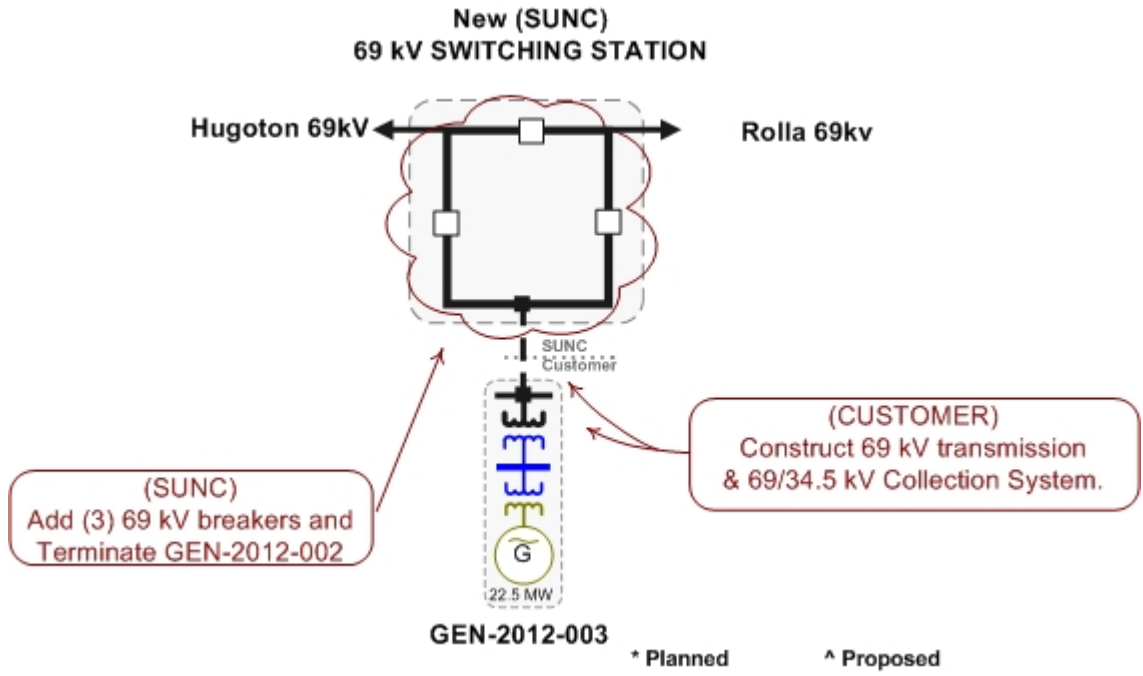 New (SUNC)
69 kV SWITCHING STATION
Hugoton 69kV
Rolla 69kv
SUNC
Customer
(CUSTOMER)
Construct 69 kV transmission
& 69/34.5 kV Collection System.
(SUNC)
Add (3) 69 kV breakers and
Terminate GEN-2012-002
G
22.5 MW
GEN-2012-003
* Planned
^ Proposed